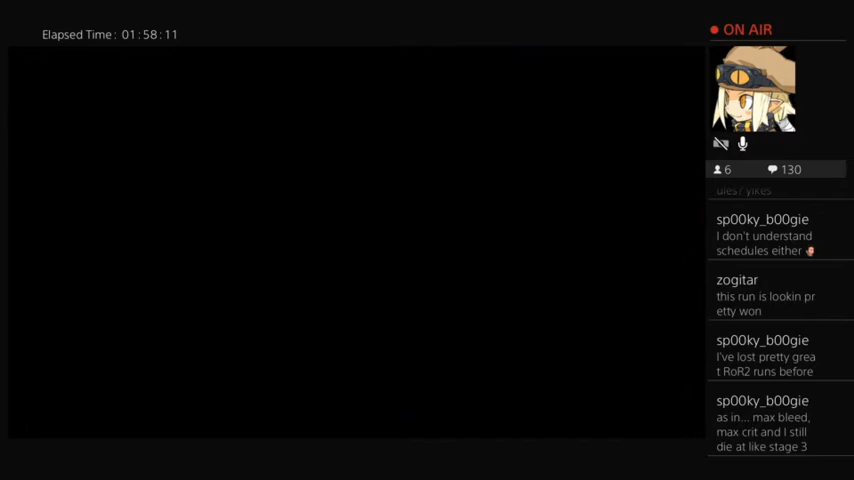 Elapsed Time: 01:58:11
ON AIR
6 130
ules? yikes
sp00ky_b00gie
I don't understand
schedules either
zogitar
this run is lookin pr
etty won
sp00ky_b00gie
I've lost pretty grea
t RoR2 runs before
sp00ky_b00gie
as in... max bleed,
max crit and I still
die at like stage 3